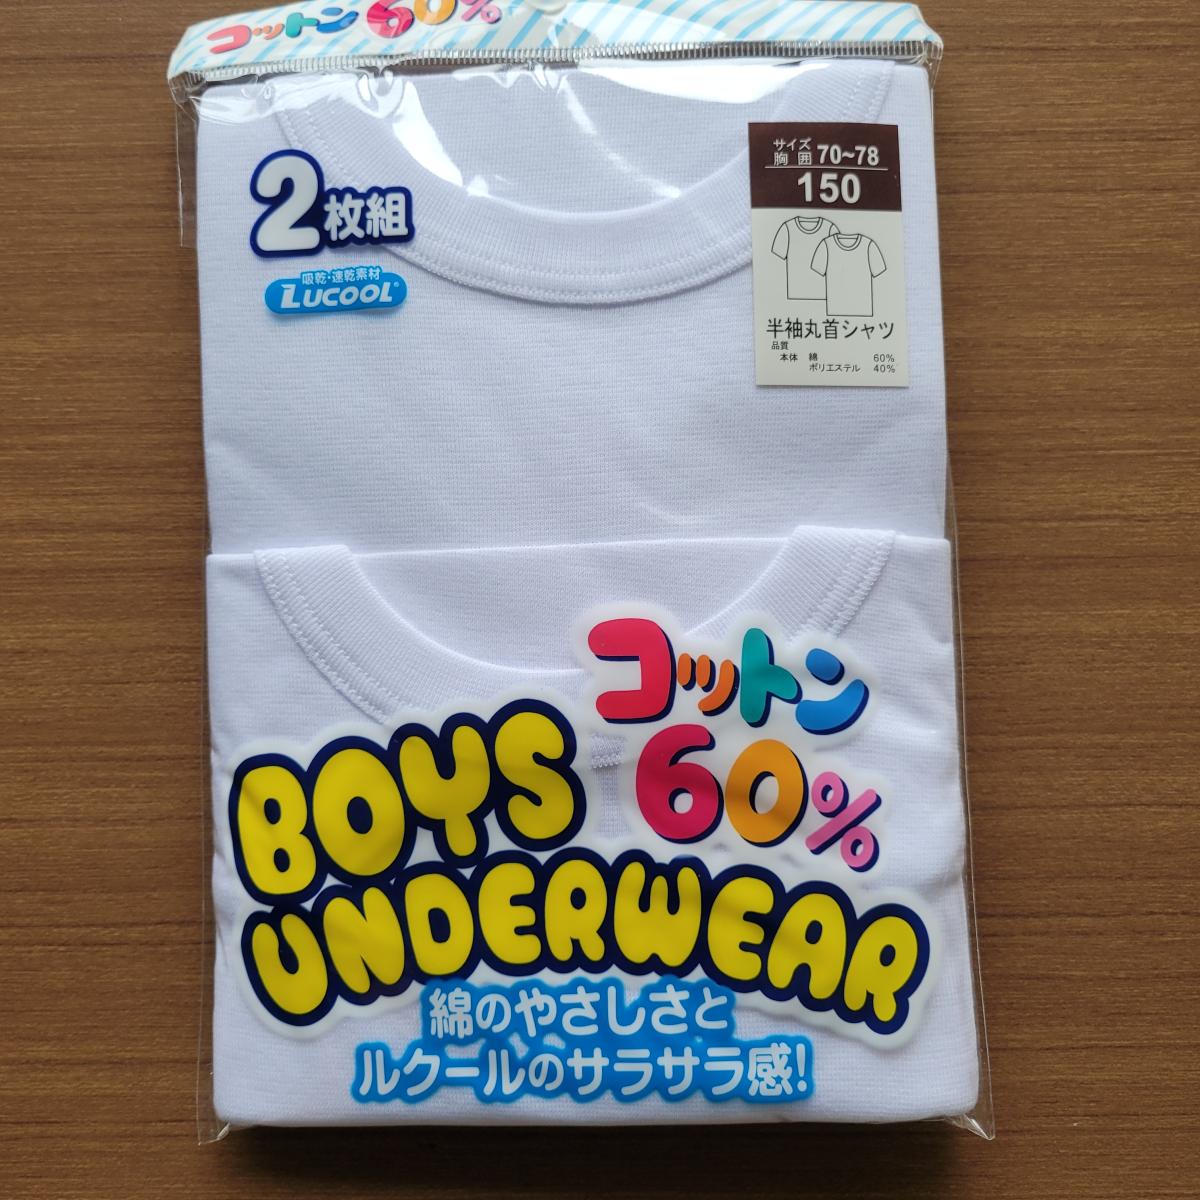 コットン60%
2枚組
吸乾・速乾素材
LUCOOL®
サイズ
胸囲 70~78
150
半袖丸首シャツ
品質
本体 綿 60%
ポリエステル 40%
コットン
60%
BOYS
UNDERWEAR
綿のやさしさと
ルクールのサラサラ感!